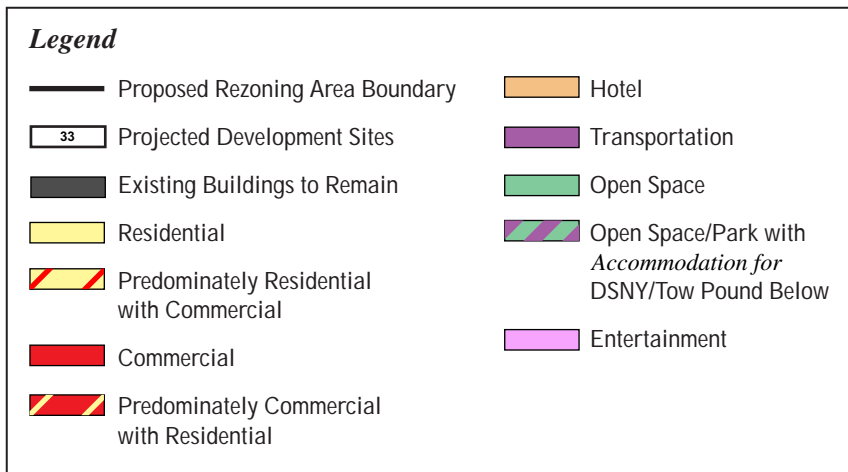 Legend
Proposed Rezoning Area Boundary
33 Projected Development Sites
Existing Buildings to Remain
Residential
Predominately Residential
with Commercial
Commercial
Predominately Commercial
with Residential
Hotel
Transportation
Open Space
Open Space/Park with
Accommodation for
DSNY/Tow Pound Below
Entertainment